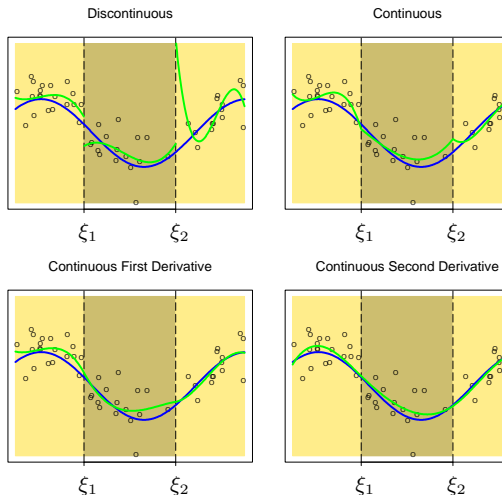 Discontinuous
Continuous
ξ1 ξ2
ξ1 ξ2
Continuous First Derivative
Continuous Second Derivative
ξ1 ξ2
ξ1 ξ2